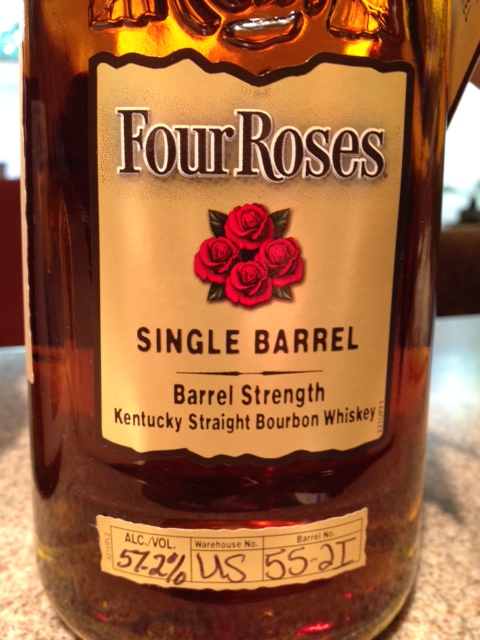 Four Roses
SINGLE BARREL
Barrel Strength
Kentucky Straight Bourbon Whiskey
ALC./VOL. Warehouse No. Barrel No.
57.2% US 55-2I